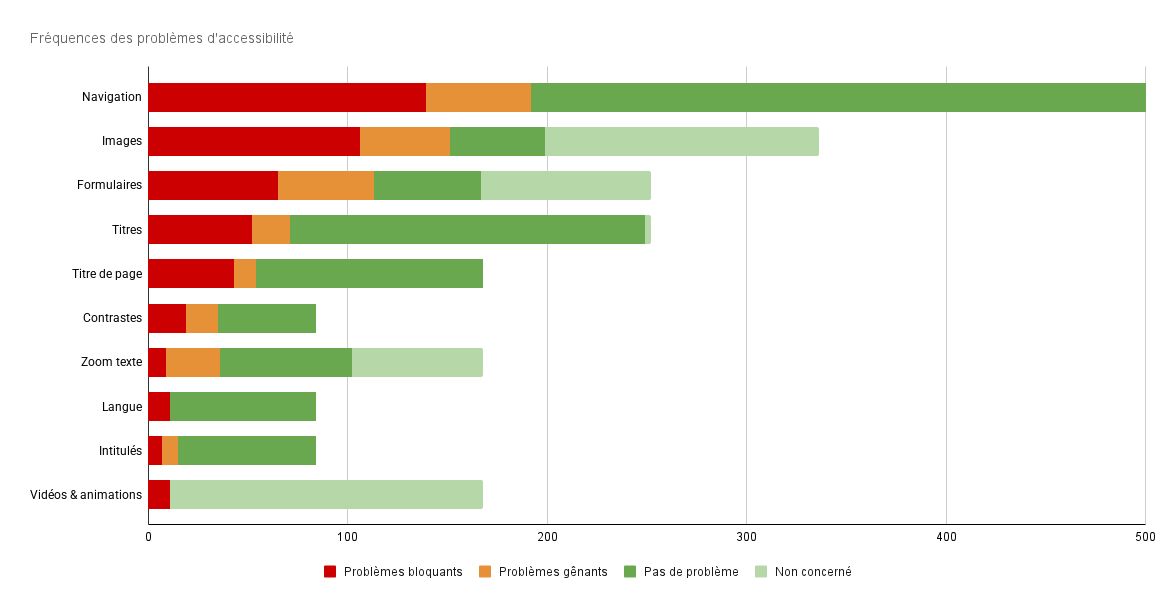 Fréquences des problèmes d'accessibilité
Navigation
Images
Formulaires
Titres
Titre de page
Contrastes
Zoom texte
Langue
Intitulés
Vidéos & animations
0 100 200 300 400 500
Problèmes bloquants Problèmes gênants Pas de problème Non concerné